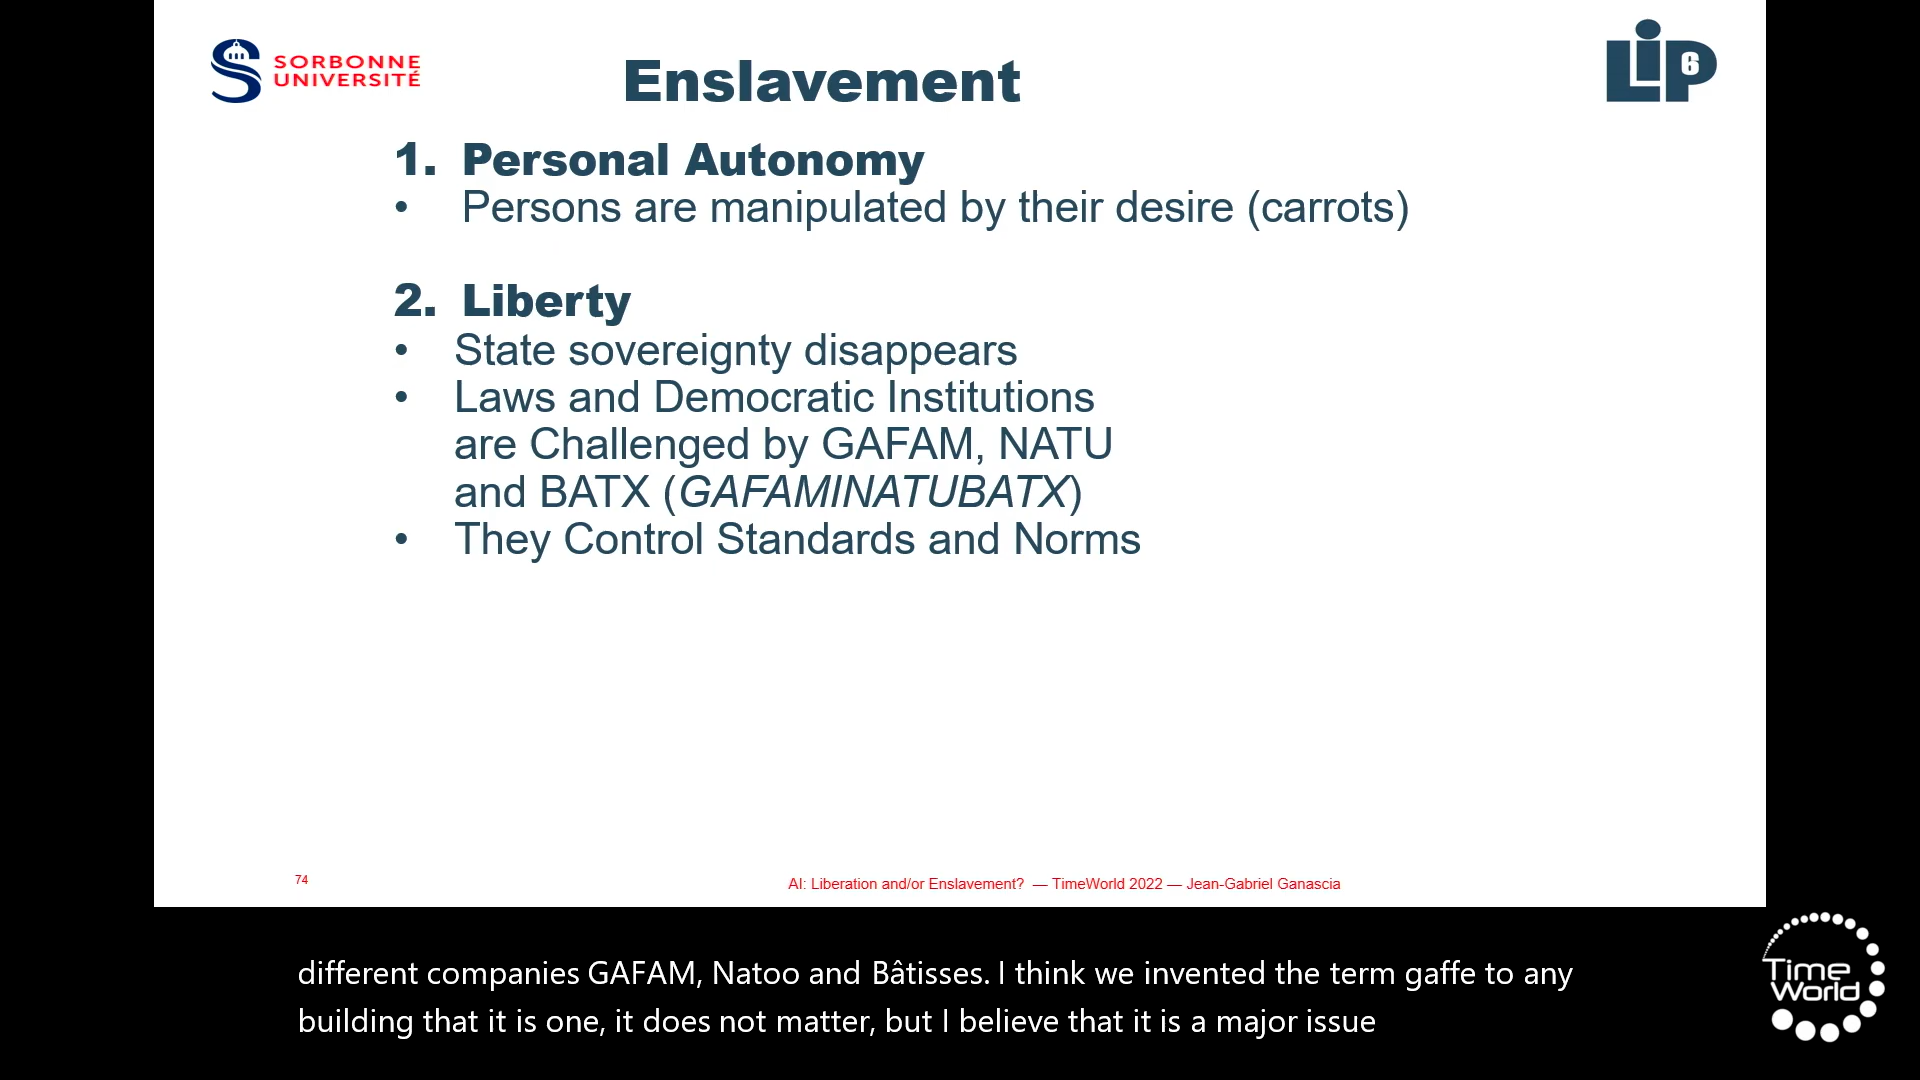 SORBONNE
UNIVERSITÉ
Enslavement
LiP6
1. Personal Autonomy
• Persons are manipulated by their desire (carrots)
2. Liberty
• State sovereignty disappears
• Laws and Democratic Institutions
are Challenged by GAFAM, NATU
and BATX (GAFAMINATUBATX)
• They Control Standards and Norms
74
AI: Liberation and/or Enslavement? — TimeWorld 2022 — Jean-Gabriel Ganascia
different companies GAFAM, Natoo and Bâtisses. I think we invented the term gaffe to any
building that it is one, it does not matter, but I believe that it is a major issue
Time
World